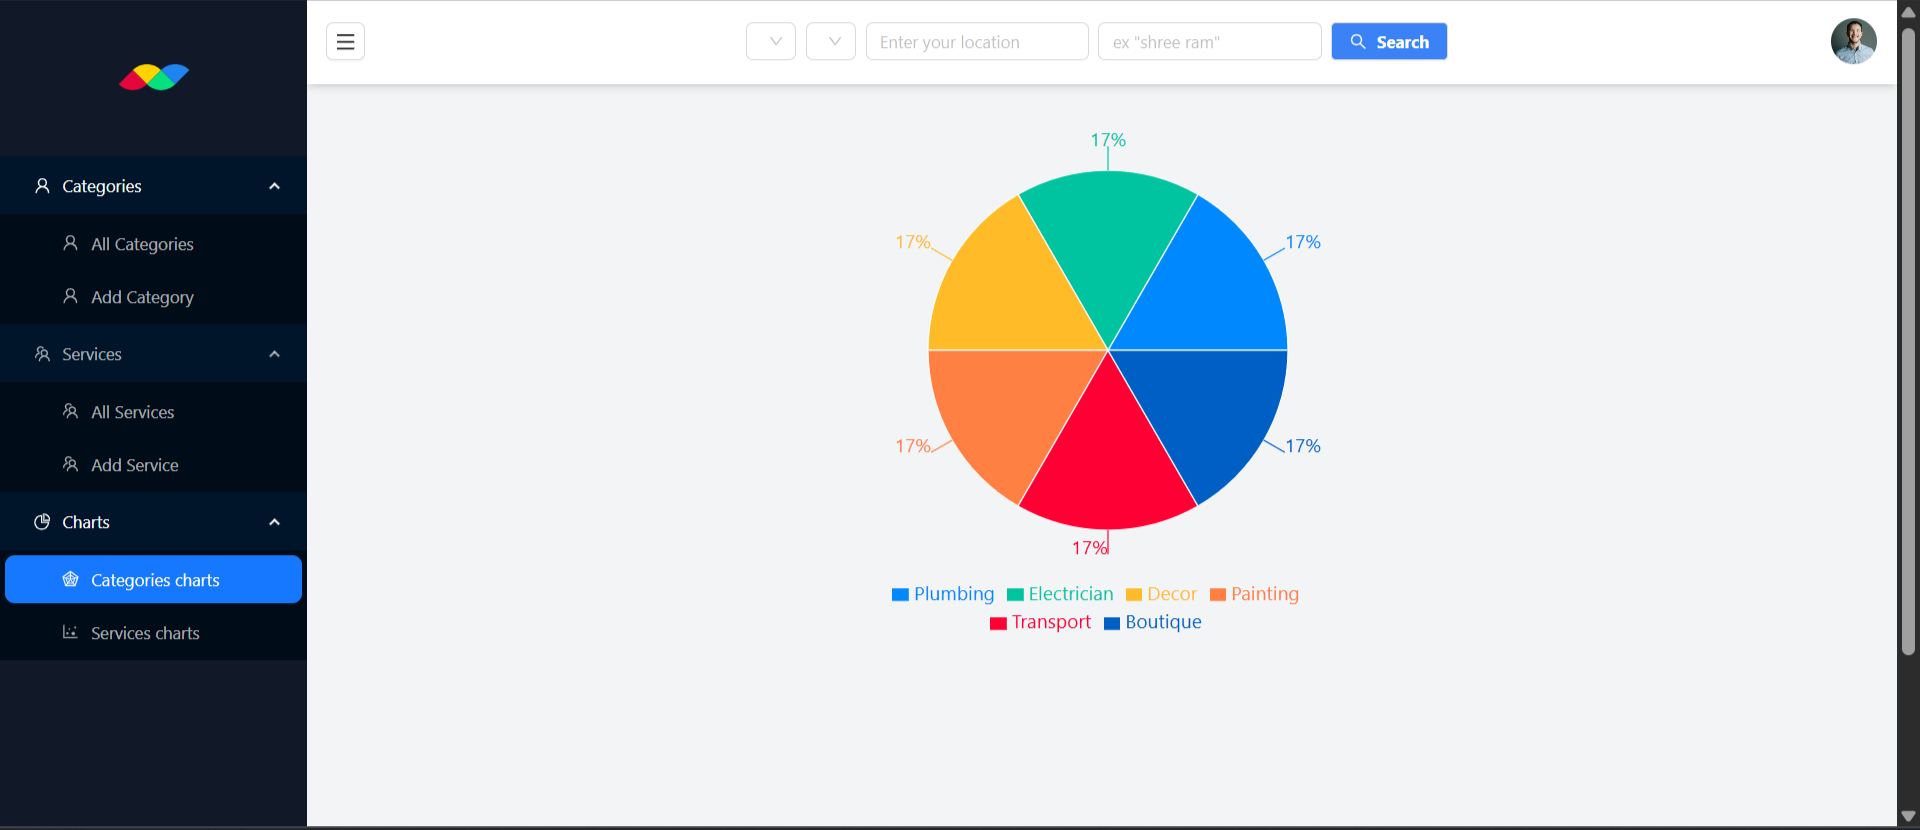 Enter your location
ex "shree ram"
Search
Categories
All Categories
Add Category
Services
All Services
Add Service
Charts
Categories charts
Services charts
17%
17%
17%
17%
17%
17%
Plumbing Electrician Decor Painting
Transport Boutique